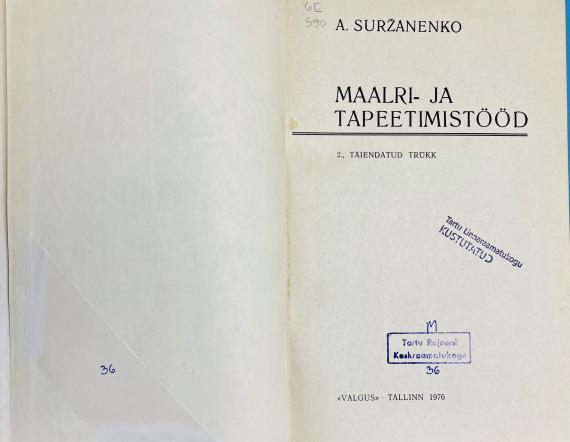 6E
590
A. SURŽANENKO
MAALRI- JA
TAPEETIMISTÖÖD
2., TÄIENDATUD TRÜKK
Tartu Linnaraamatukogu
KUSTUTATUD
M
Tartu Rajooni
Keskraamatukogu
36
36
«VALGUS» · TALLINN 1976